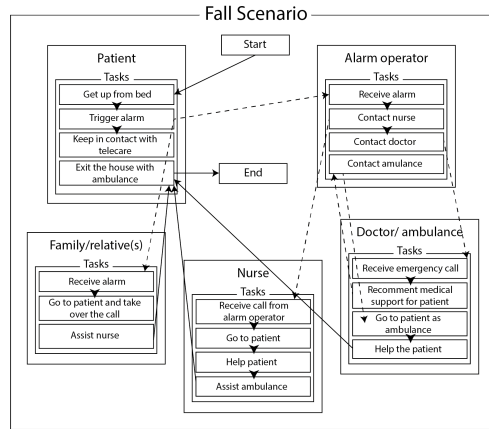 Fall Scenario
Start
Patient
Tasks
Get up from bed
Trigger alarm
Keep in contact with
telecare
Exit the house with
ambulance
End
Alarm operator
Tasks
Receive alarm
Contact nurse
Contact doctor
Contact amulance
Family/relative(s)
Tasks
Receive alarm
Go to patient and take
over the call
Assist nurse
Nurse
Tasks
Receive call from
alarm operator
Go to patient
Help patient
Assist ambulance
Doctor/ ambulance
Tasks
Receive emergency call
Recomment medical
support for patient
Go to patient as
ambulance
Help the patient